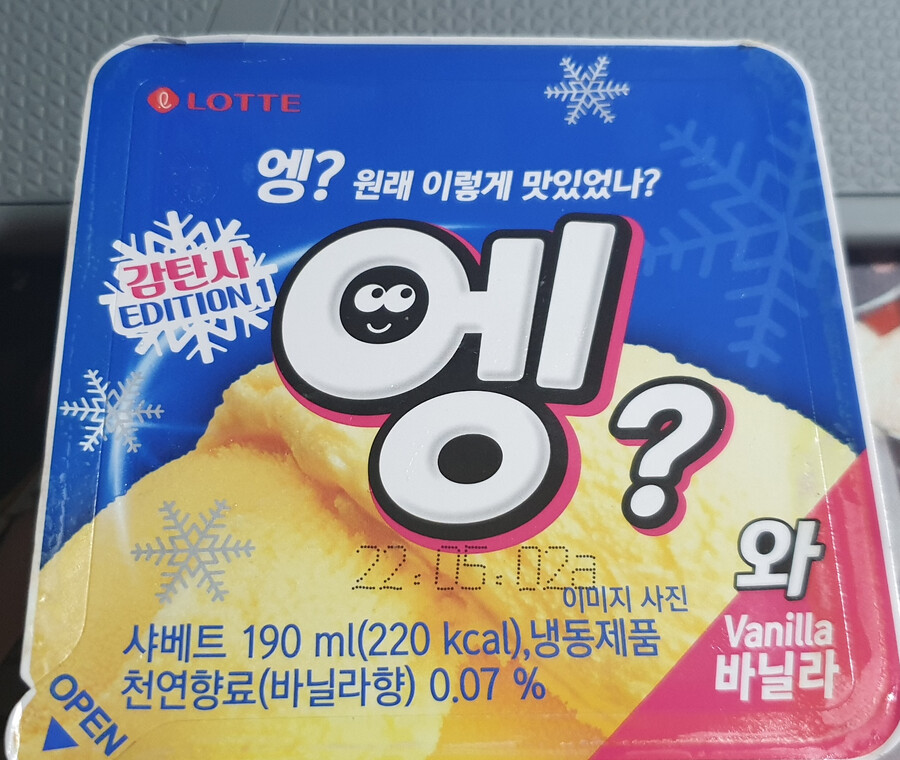 LOTTE
엥? 원래 이렇게 맛있었나?
감탄사
EDITION 1
엥?
22.05.02a
이미지 사진
와
샤베트 190 ml(220 kcal),냉동제품
Vanilla
천연향료(바닐라향) 0.07 %
바닐라
OPEN